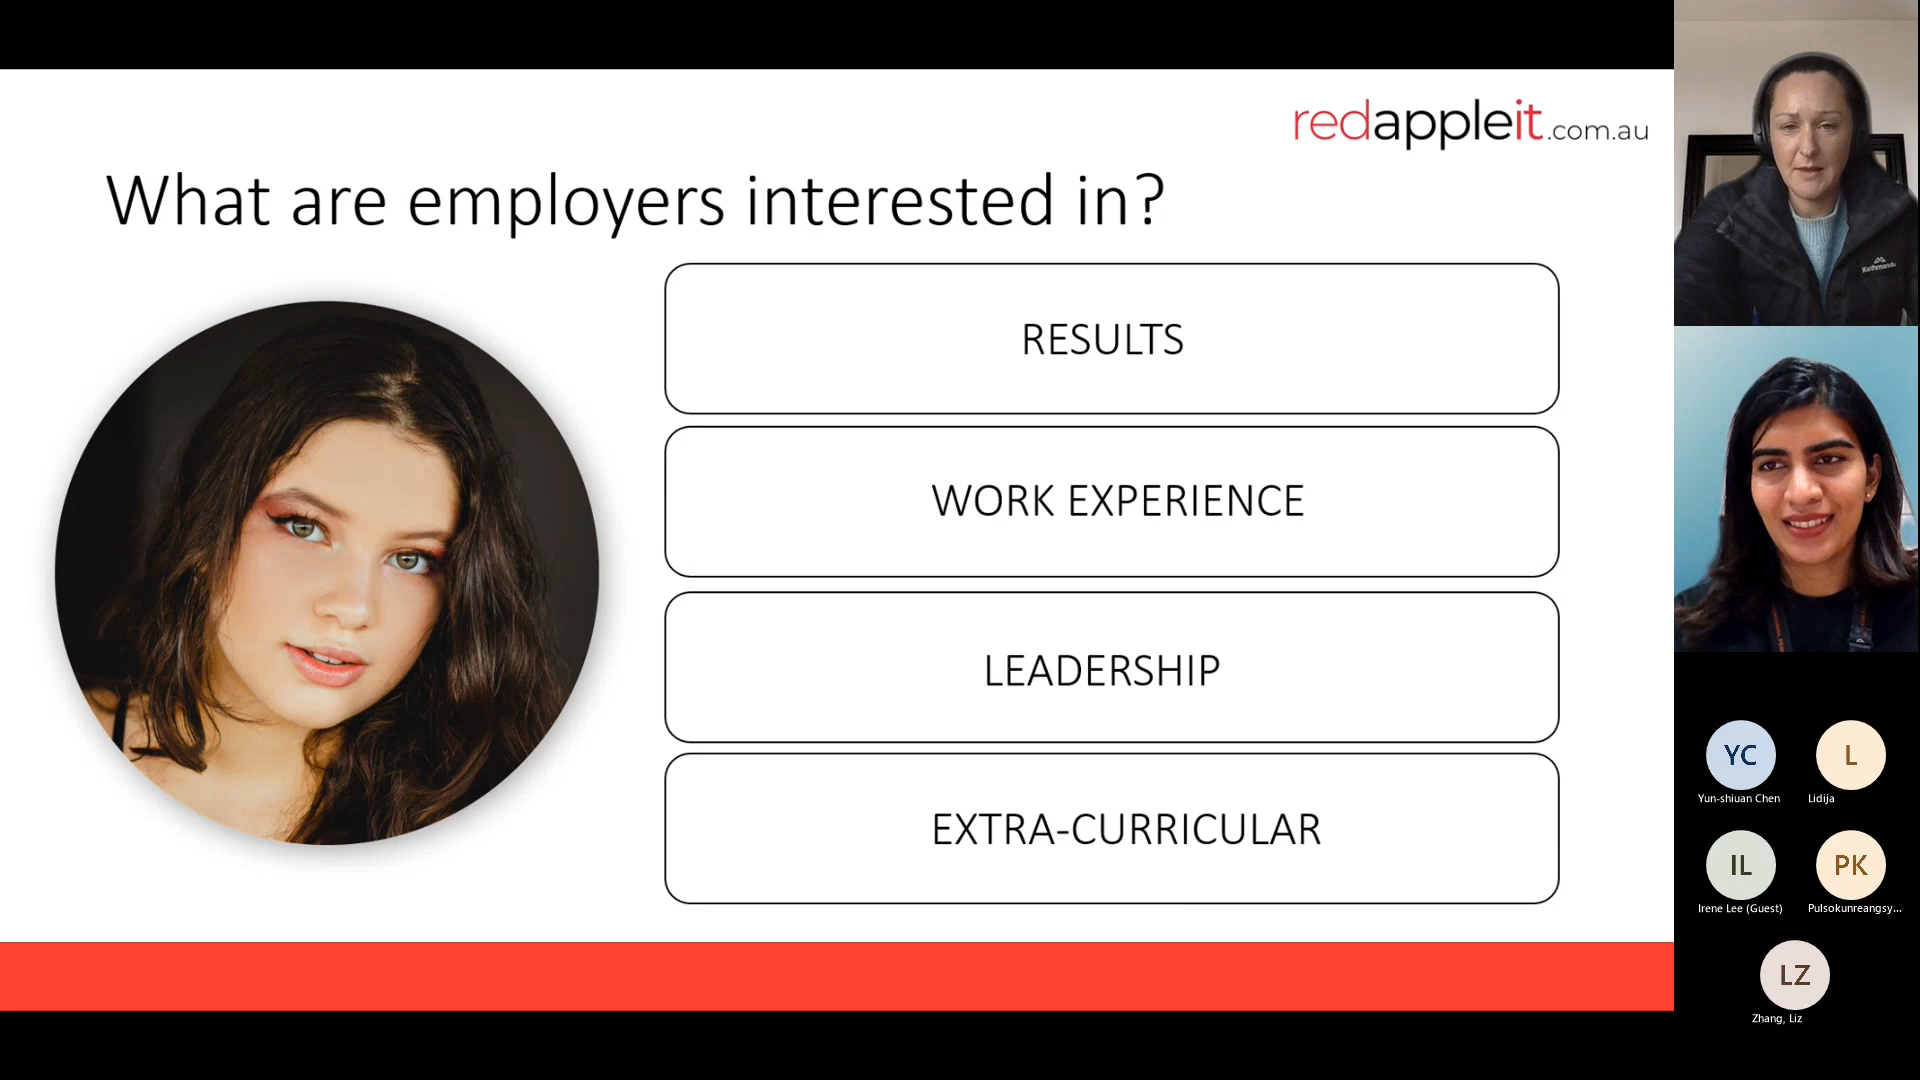 redappleit.com.au
What are employers interested in?
RESULTS
WORK EXPERIENCE
LEADERSHIP
EXTRA-CURRICULAR
Kathmandu
YC
L
Yun-shiuan Chen
Lidija
IL
PK
Irene Lee (Guest)
Pulsokunreangsy...
LZ
Zhang, Liz